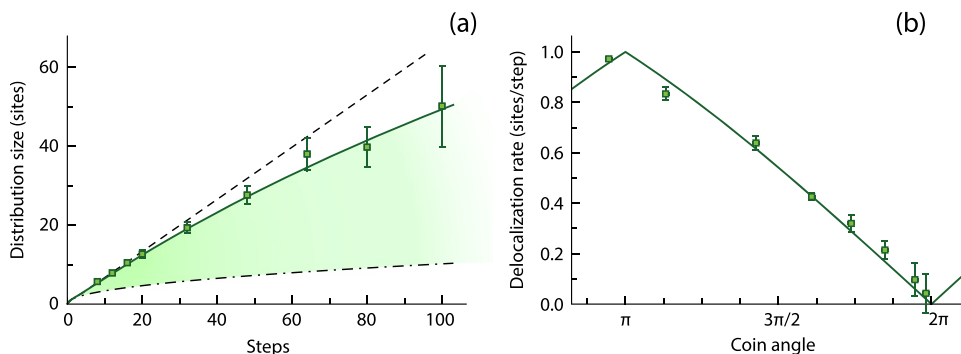 (a)
Distribution size (sites)
60
40
20
0
0 20 40 60 80 100
Steps
(b)
Delocalization rate (sites/step)
1.0
0.8
0.6
0.4
0.2
0.0
π 3π/2 2π
Coin angle